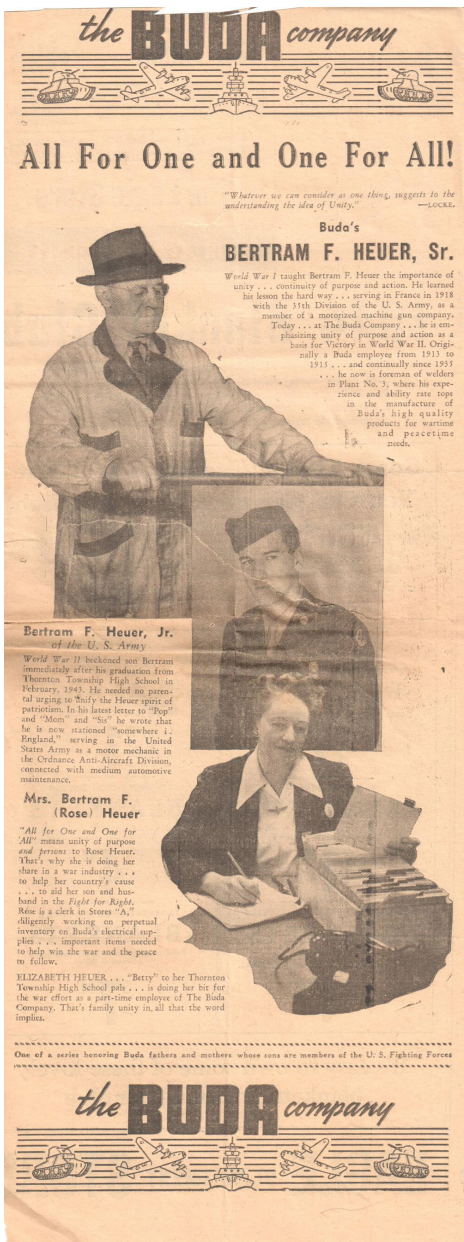 the BUDA company
All For One and One For All!
"Whatever we can consider as one thing, suggests to the
understanding the idea of Unity." —LOCKE.
Buda's
BERTRAM F. HEUER, Sr.
World War I taught Bertram F. Heuer the importance of
unity . . . continuity of purpose and action. He learned
his lesson the hard way . . . serving in France in 1918
with the 35th Division of the U. S. Army, as a
member of a motorized machine gun company.
Today . . . at The Buda Company . . . he is em-
phasizing unity of purpose and action as a
basis for Victory in World War II. Origi-
nally a Buda employee from 1913 to
1915 . . . and continually since 1935
. . . he now is foreman of welders
in Plant No. 3, where his expe-
rience and ability rate tops
in the manufacture of
Buda's high quality
products for wartime
and peacetime
needs.
Bertram F. Heuer, Jr.
of the U. S. Army
World War II beckoned son Bertram
immediately after his graduation from
Thornton Township High School in
February, 1943. He needed no paren-
tal urging to unify the Heuer spirit of
patriotism. In his latest letter to "Pop"
and "Mom" and "Sis" he wrote that
he is now stationed "somewhere i
England," serving in the United
States Army as a motor mechanic in
the Ordnance Anti-Aircraft Division,
connected with medium automotive
maintenance.
Mrs. Bertram F.
(Rose) Heuer
"All for One and One for
All" means unity of purpose
and persons to Rose Heuer.
That's why she is doing her
share in a war industry . . .
to help her country's cause
. . . to aid her son and hus-
band in the Fight for Right.
Rose is a clerk in Stores "A,"
diligently working on perpetual
inventory on Buda's electrical sup-
plies . . . important items needed
to help win the war and the peace
to follow.
ELIZABETH HEUER . . . "Betty" to her Thornton
Township High School pals . . . is doing her bit for
the war effort as a part-time employee of The Buda
Company. That's family unity in all that the word
implies.
One of a series honoring Buda fathers and mothers whose sons are members of the U. S. Fighting Forces
the BUDA company